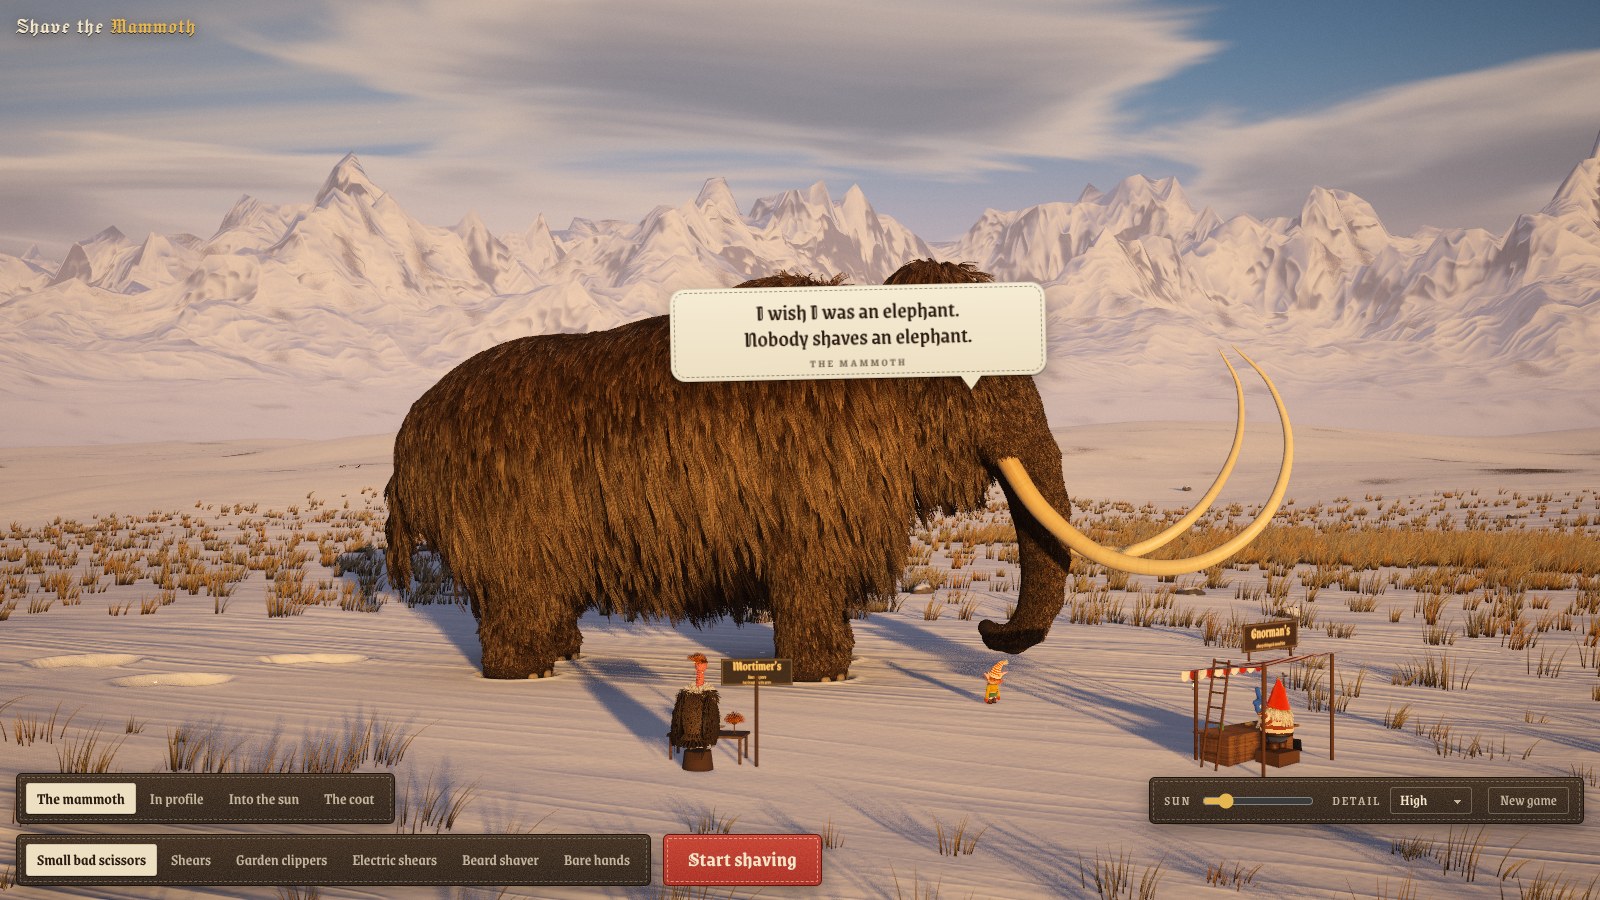 Shave the Mammoth
I wish I was an elephant.
Nobody shaves an elephant.
THE MAMMOTH
Gnorman's
Mortimer's
The mammoth
In profile
Into the sun
The coat
SUN
DETAIL
High
New game
Small bad scissors
Shears
Garden clippers
Electric shears
Beard shaver
Bare hands
Start shaving